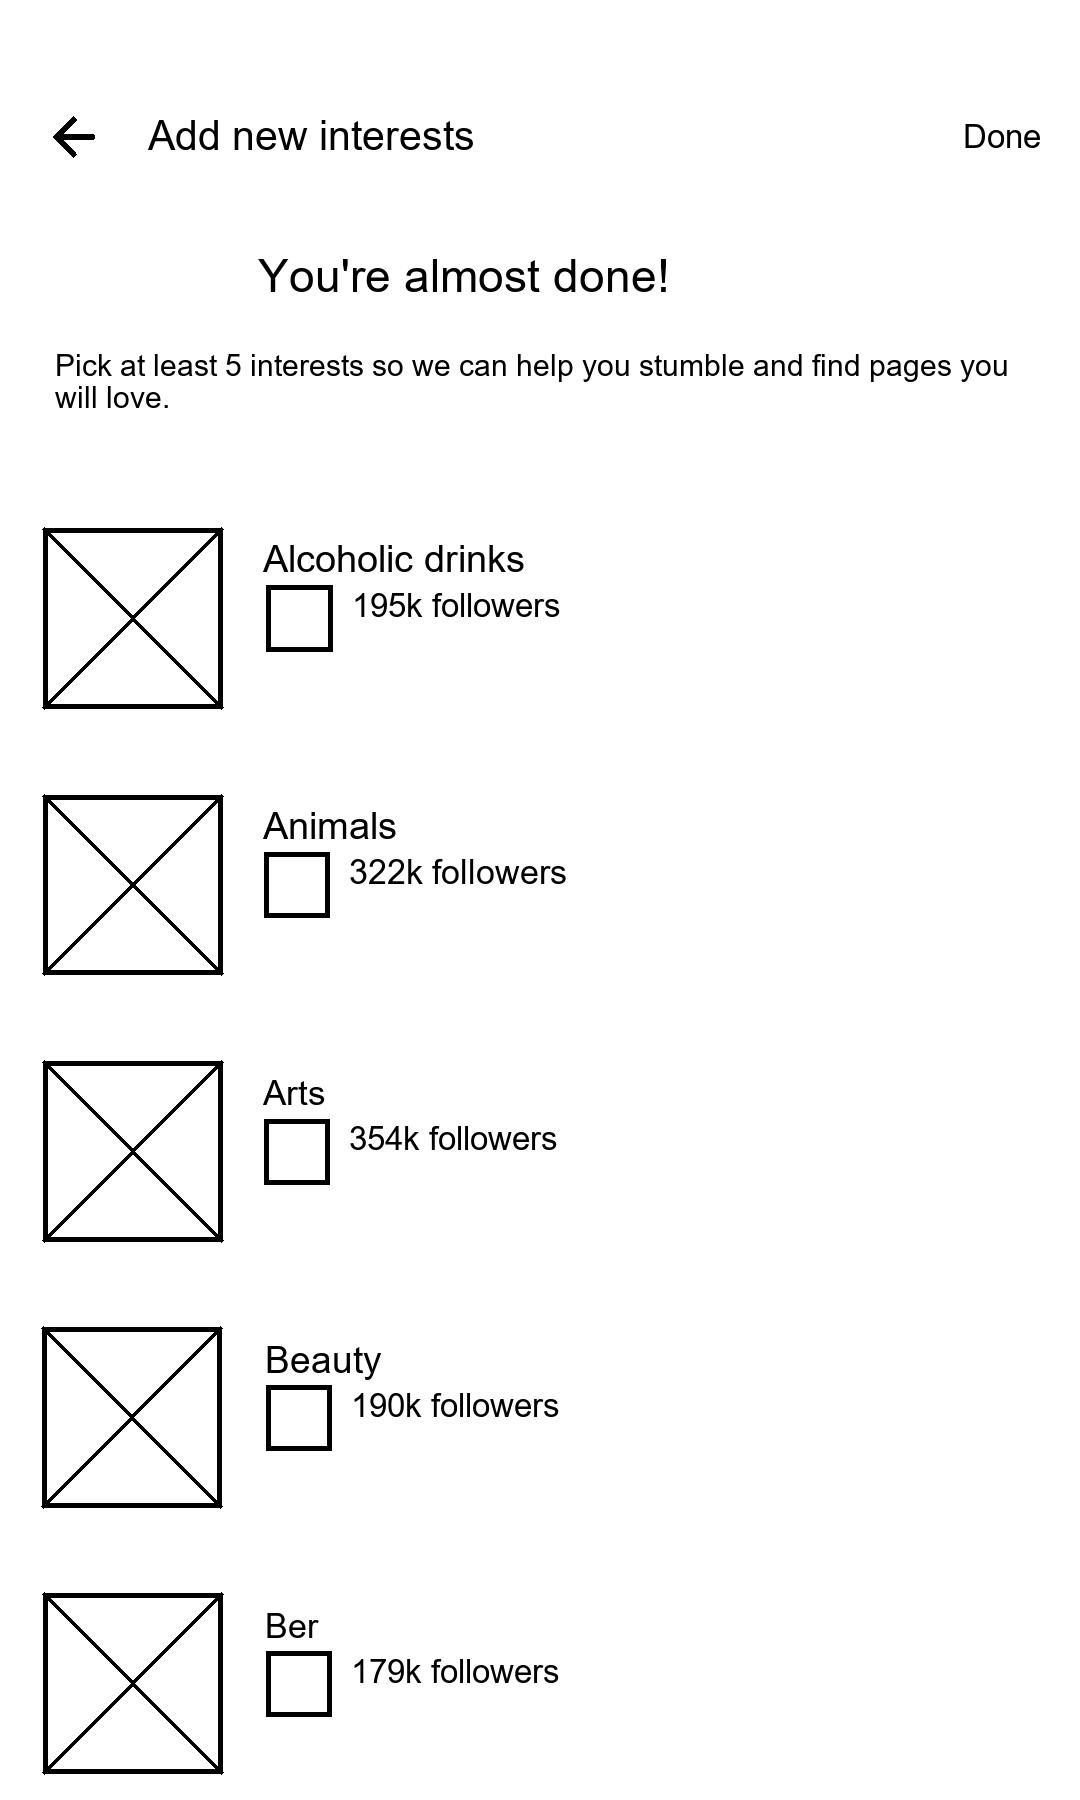 Add new interests
Done
You're almost done!
Pick at least 5 interests so we can help you stumble and find pages you
will love.
Alcoholic drinks
195k followers
Animals
322k followers
Arts
354k followers
Beauty
190k followers
Ber
179k followers